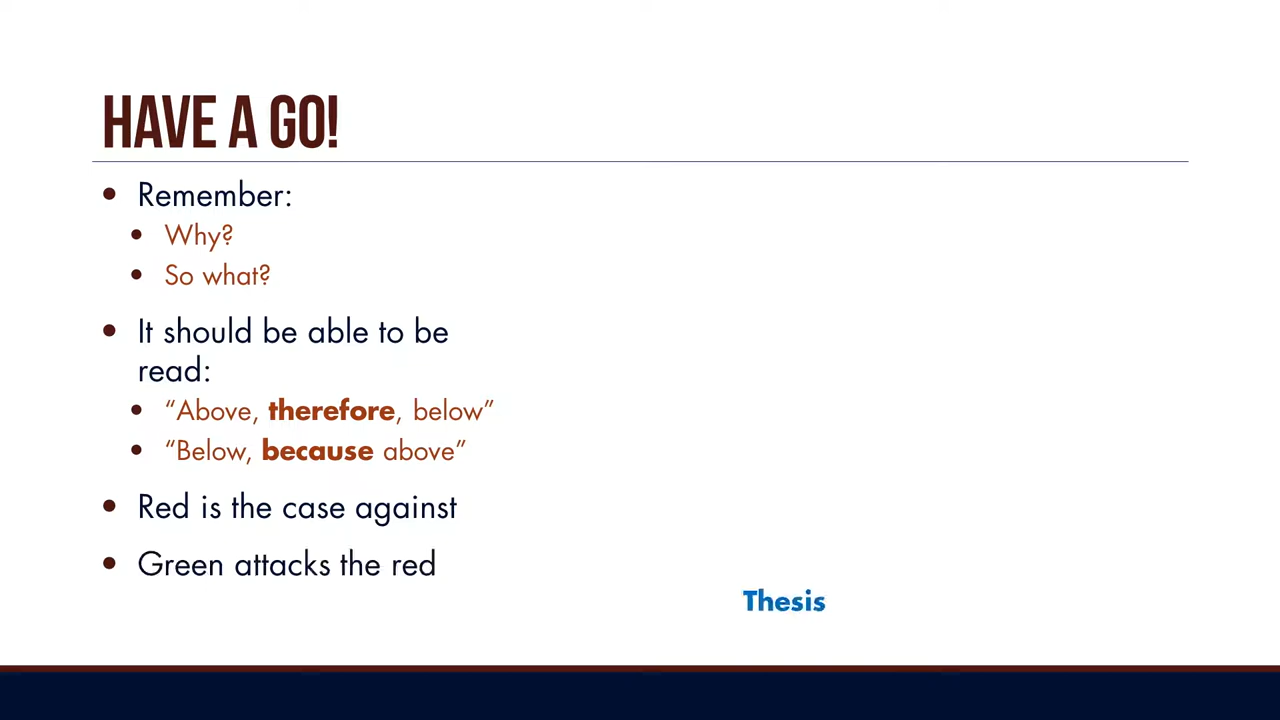 HAVE A GO!
Remember:
Why?
So what?
It should be able to be
read:
“Above, therefore, below”
“Below, because above”
Red is the case against
Green attacks the red
Thesis